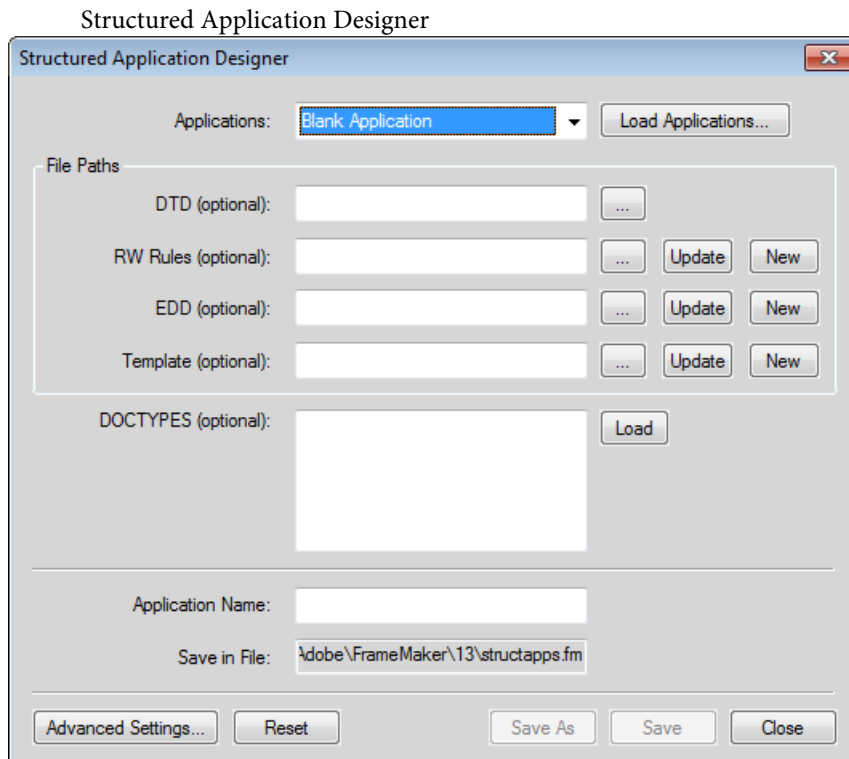 Structured Application Designer
Structured Application Designer
Applications: Blank Application Load Applications...
File Paths
DTD (optional): ...
RW Rules (optional): ... Update New
EDD (optional): ... Update New
Template (optional): ... Update New
DOCTYPES (optional): Load
Application Name:
Save in File: \Adobe\FrameMaker\13\structapps.fm
Advanced Settings... Reset Save As Save Close